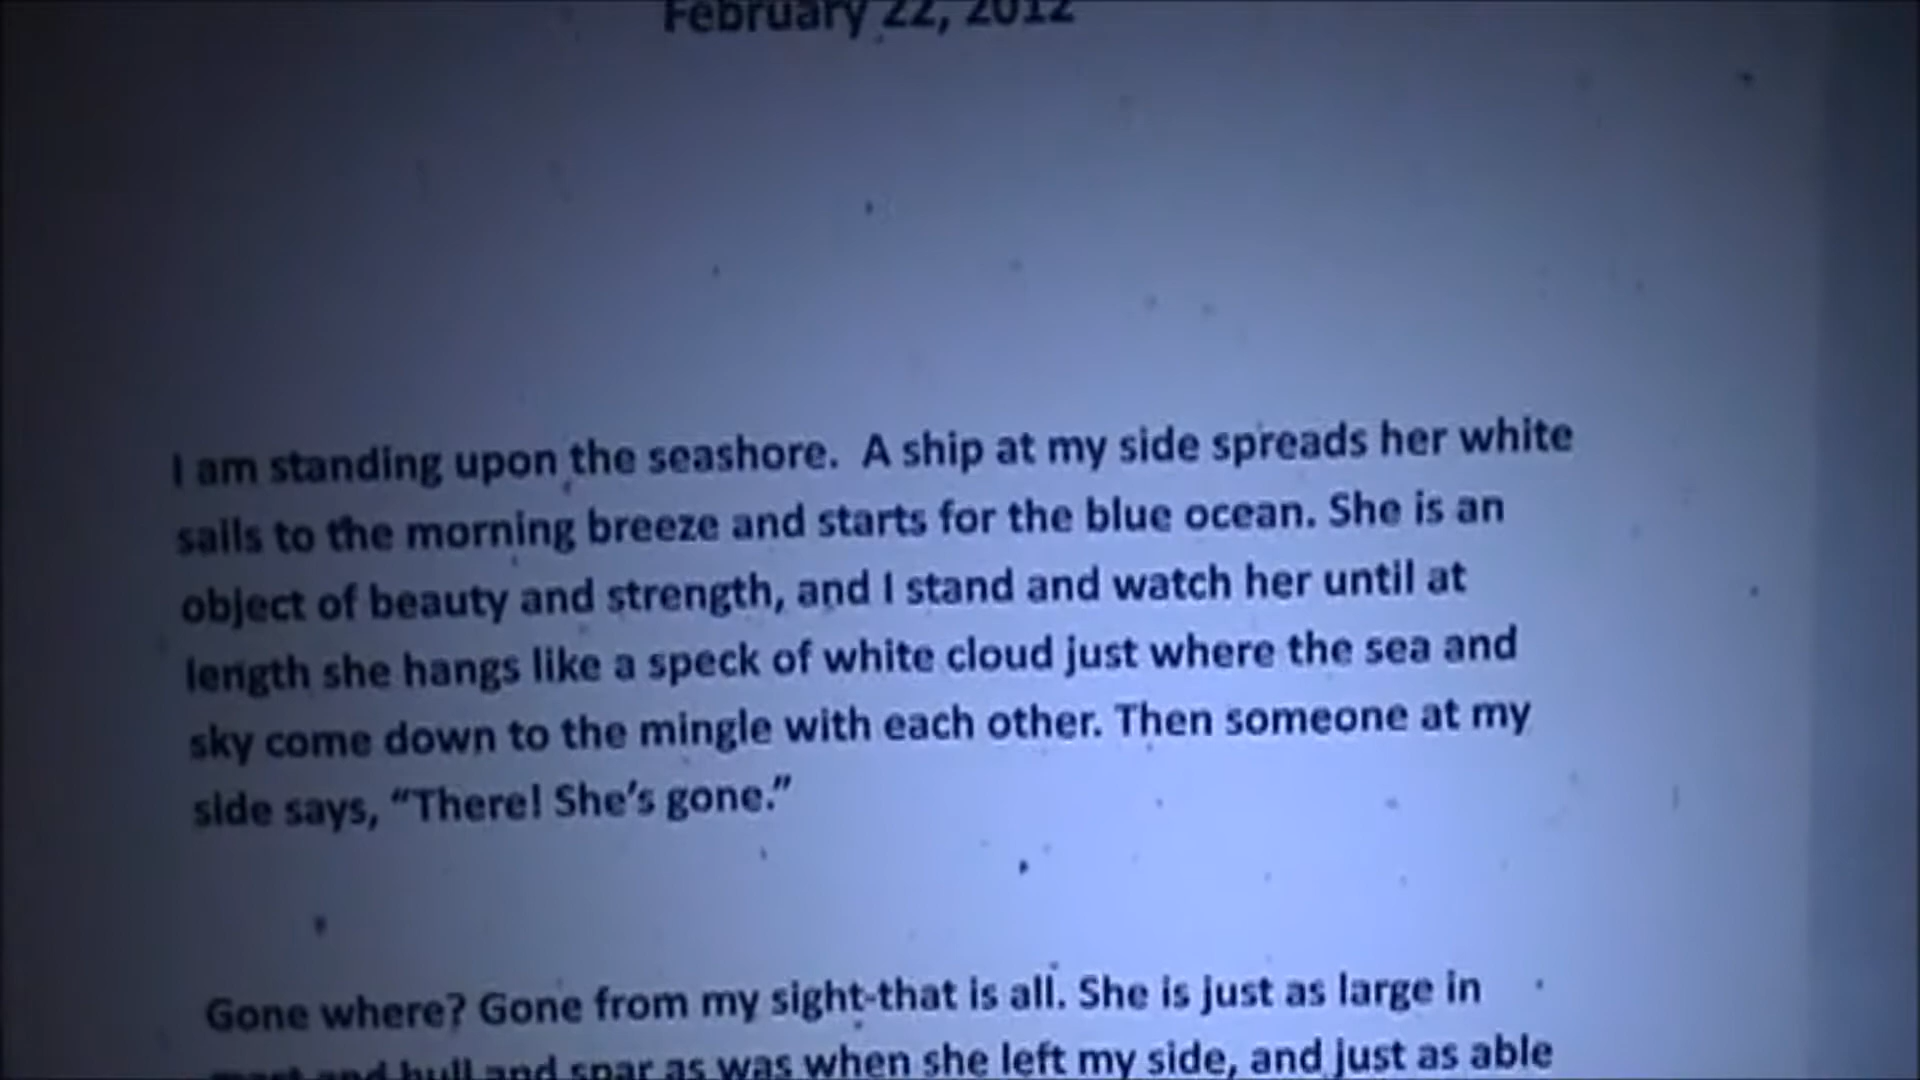 February 22, 2012
I am standing upon the seashore. A ship at my side spreads her white
sails to the morning breeze and starts for the blue ocean. She is an
object of beauty and strength, and I stand and watch her until at
length she hangs like a speck of white cloud just where the sea and
sky come down to the mingle with each other. Then someone at my
side says, “There! She’s gone.”
Gone where? Gone from my sight-that is all. She is just as large in
mast and hull and spar as was when she left my side, and just as able